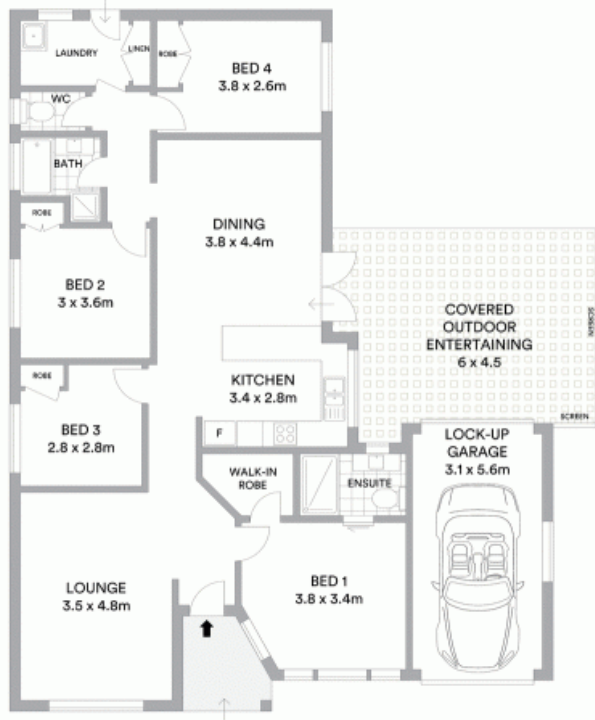 LAUNDRY
LINEN
ROBE
BED 4
3.8 x 2.6m
WC
BATH
ROBE
DINING
3.8 x 4.4m
BED 2
3 x 3.6m
COVERED
OUTDOOR
ENTERTAINING
6 x 4.5
SCREEN
ROBE
KITCHEN
3.4 x 2.8m
SCREEN
BED 3
2.8 x 2.8m
F
LOCK-UP
GARAGE
3.1 x 5.6m
WALK-IN
ROBE
ENSUITE
LOUNGE
3.5 x 4.8m
BED 1
3.8 x 3.4m